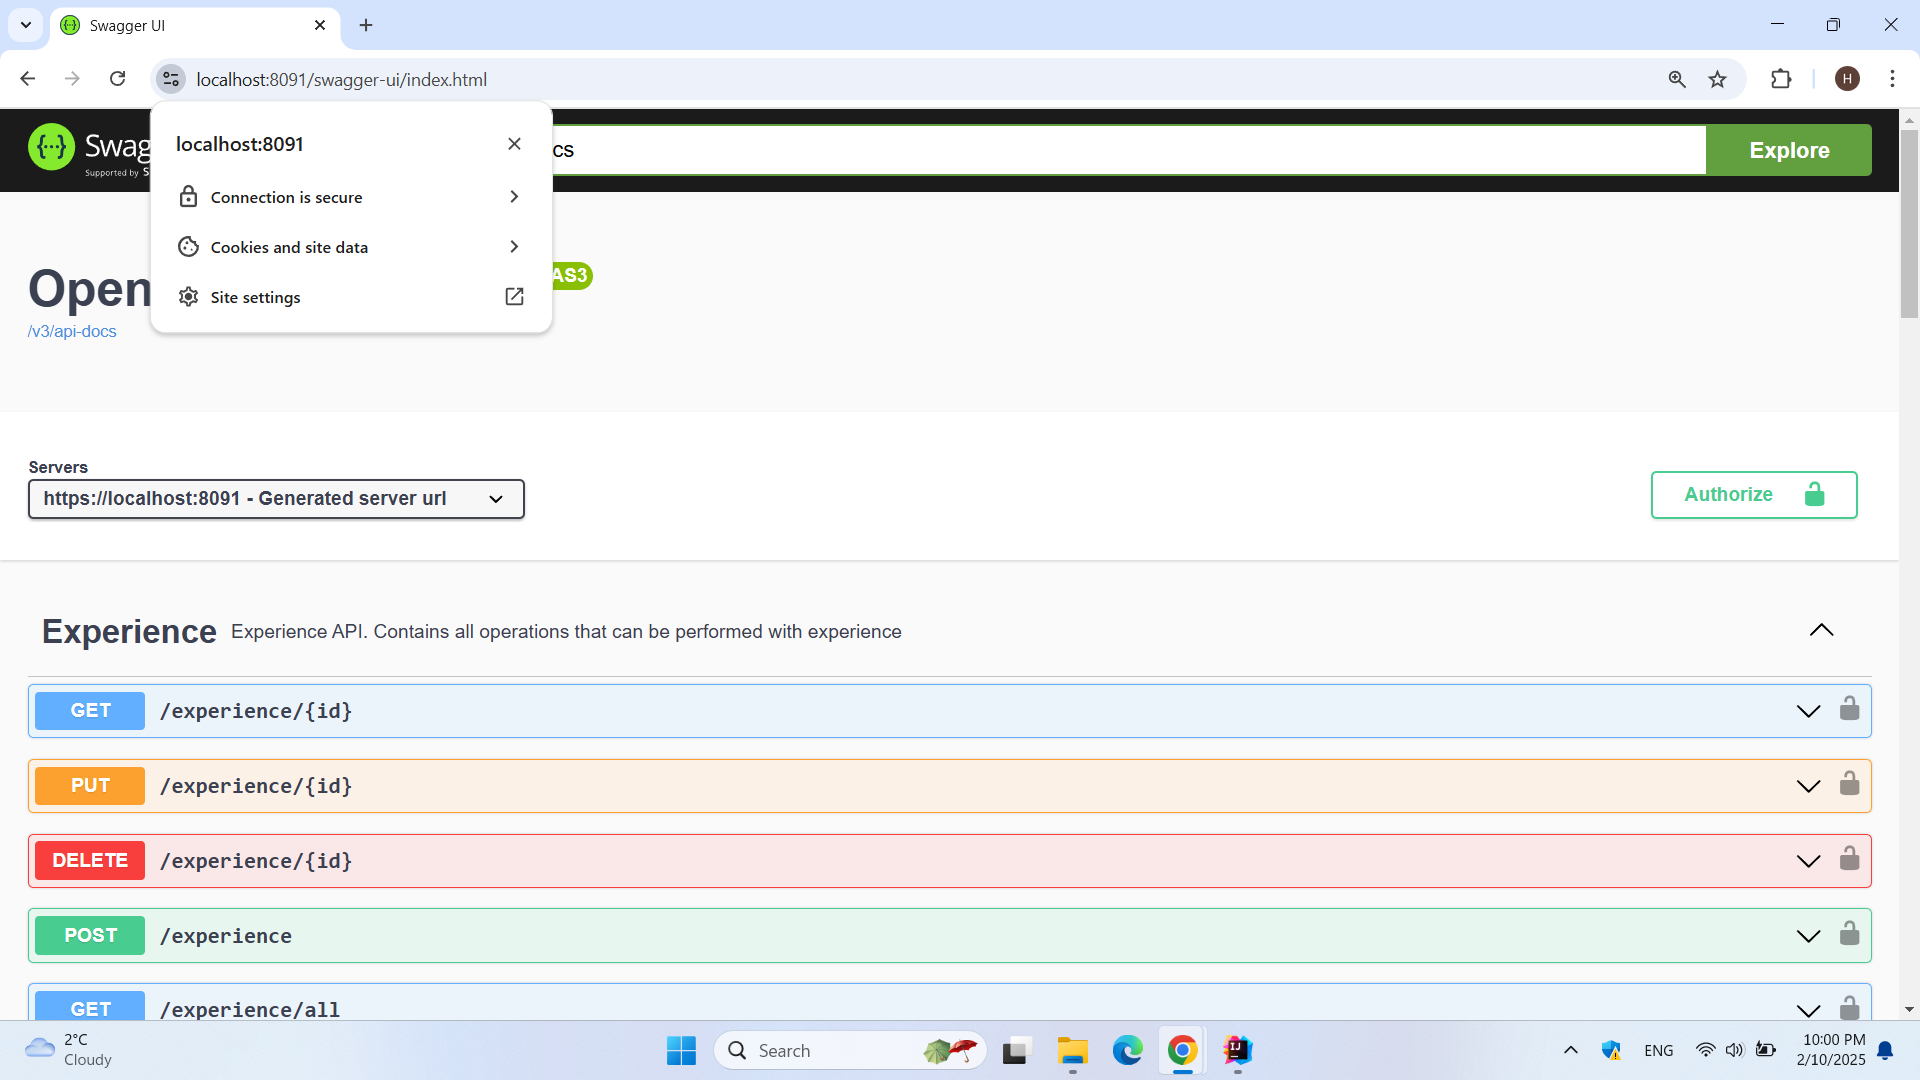 Swagger UI
localhost:8091/swagger-ui/index.html
H
localhost:8091
Connection is secure
Cookies and site data
Site settings
Swag
Supported by S
cs
Explore
Open
AS3
/v3/api-docs
Servers
https://localhost:8091 - Generated server url
Authorize
Experience Experience API. Contains all operations that can be performed with experience
GET /experience/{id}
PUT /experience/{id}
DELETE /experience/{id}
POST /experience
GET /experience/all
2°C
Cloudy
Search
IJ
ENG
10:00 PM
2/10/2025